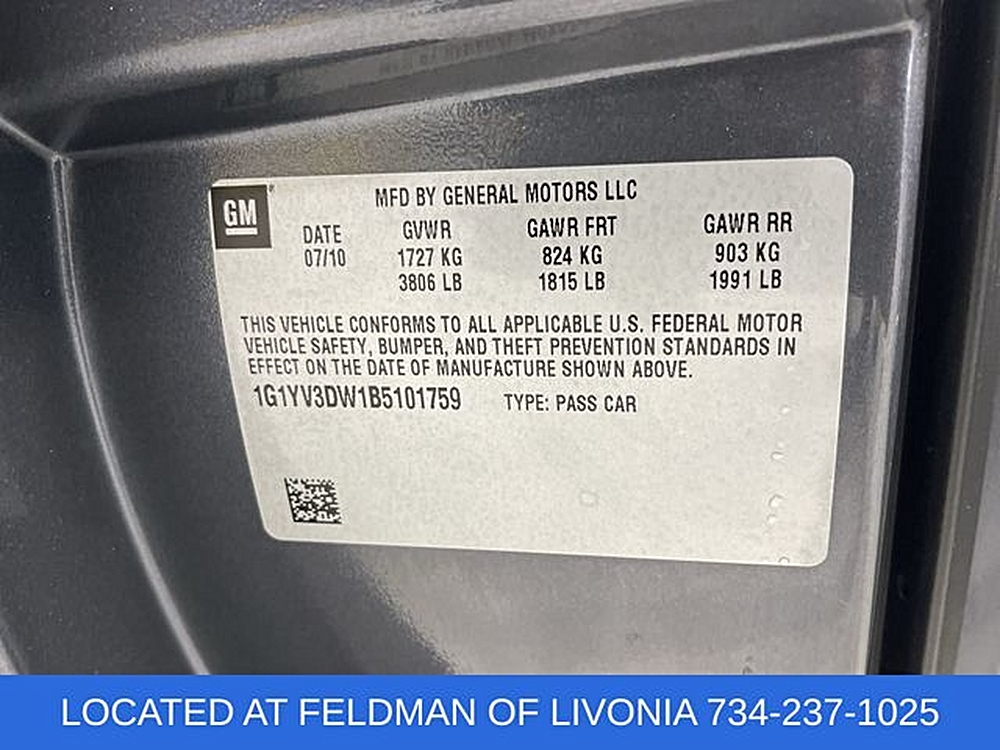 GM
MFD BY GENERAL MOTORS LLC
DATE GVWR GAWR FRT GAWR RR
07/10 1727 KG 824 KG 903 KG
3806 LB 1815 LB 1991 LB
THIS VEHICLE CONFORMS TO ALL APPLICABLE U.S. FEDERAL MOTOR
VEHICLE SAFETY, BUMPER, AND THEFT PREVENTION STANDARDS IN
EFFECT ON THE DATE OF MANUFACTURE SHOWN ABOVE.
1G1YV3DW1B5101759 TYPE: PASS CAR
LOCATED AT FELDMAN OF LIVONIA 734-237-1025